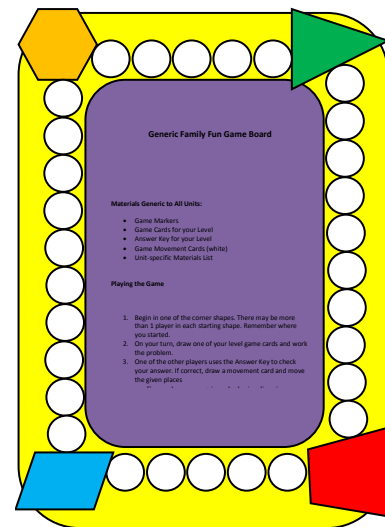 Generic Family Fun Game Board
Materials Generic to All Units:
• Game Markers
• Game Cards for your Level
• Answer Key for your Level
• Game Movement Cards (white)
• Unit-specific Materials List
Playing the Game
1. Begin in one of the corner shapes. There may be more
than 1 player in each starting shape. Remember where
you started.
2. On your turn, draw one of your level game cards and work
the problem.
3. One of the other players uses the Answer Key to check
your answer. If correct, draw a movement card and move
the given places